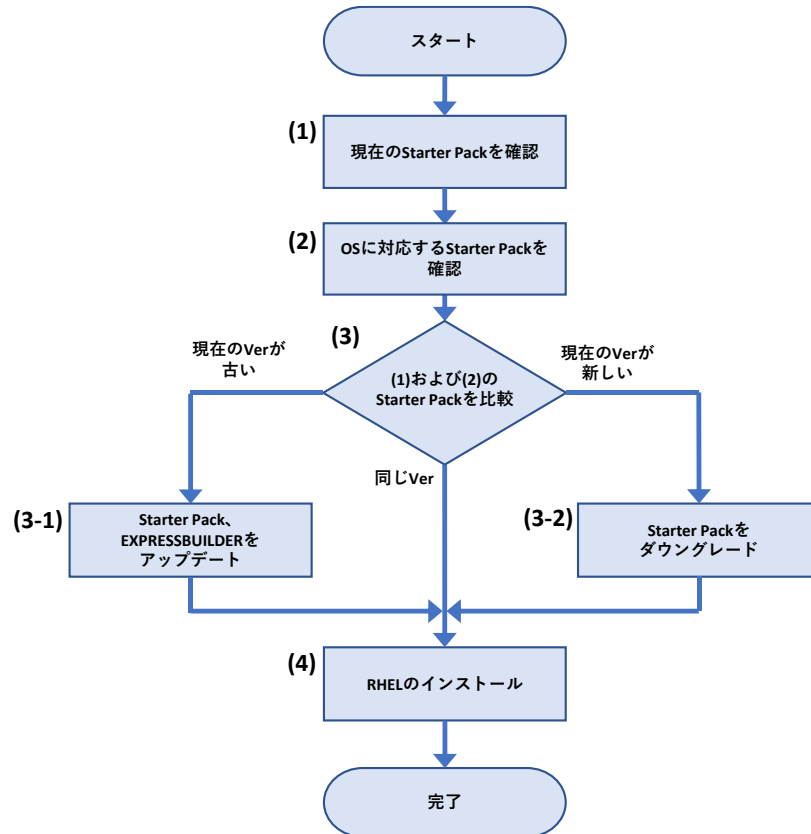 スタート
(1)
現在のStarter Packを確認
(2)
OSに対応するStarter Packを
確認
(3)
現在のVerが
古い
(1)および(2)の
Starter Packを比較
現在のVerが
新しい
同じVer
(3-1)
Starter Pack、
EXPRESSBUILDERを
アップデート
(3-2)
Starter Packを
ダウングレード
(4)
RHELのインストール
完了